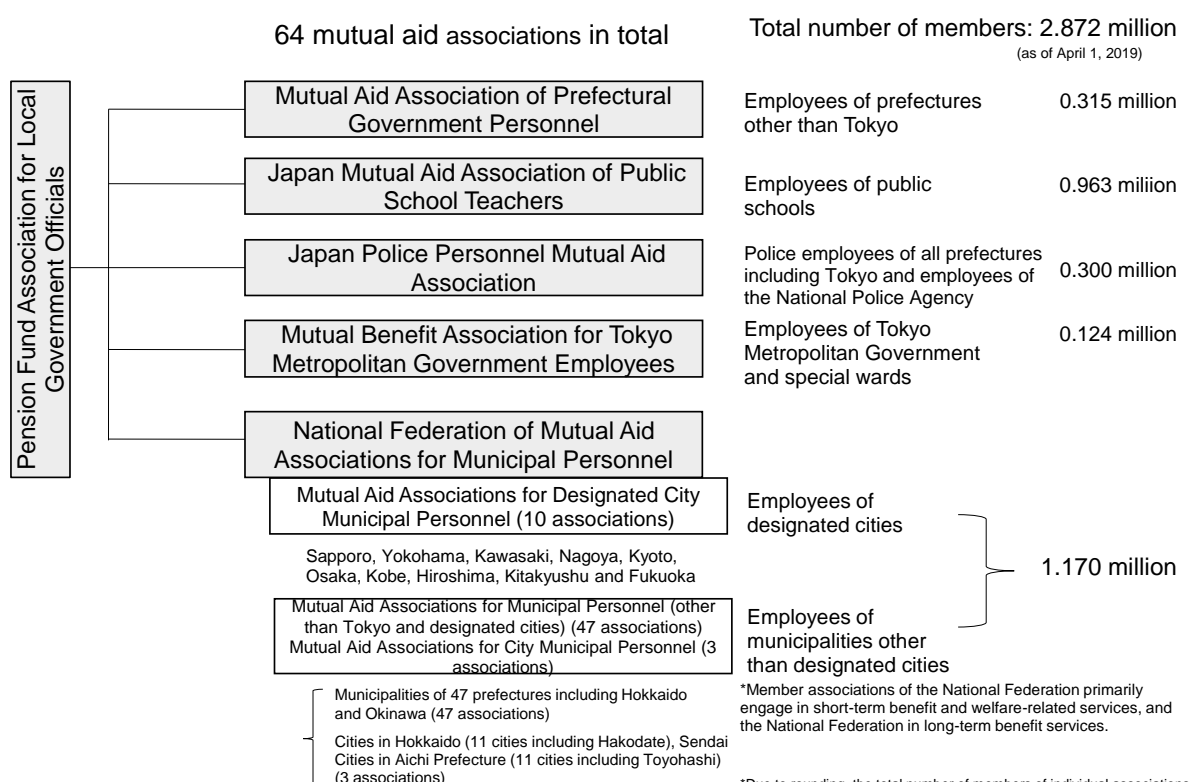 64 mutual aid associations in total
Total number of members: 2.872 million
(as of April 1, 2019)
Pension Fund Association for Local
Government Officials
Mutual Aid Association of Prefectural
Government Personnel
Employees of prefectures
other than Tokyo
0.315 million
Japan Mutual Aid Association of Public
School Teachers
Employees of public
schools
0.963 miliion
Japan Police Personnel Mutual Aid
Association
Police employees of all prefectures
including Tokyo and employees of
the National Police Agency
0.300 million
Mutual Benefit Association for Tokyo
Metropolitan Government Employees
Employees of Tokyo
Metropolitan Government
and special wards
0.124 million
National Federation of Mutual Aid
Associations for Municipal Personnel
Mutual Aid Associations for Designated City
Municipal Personnel (10 associations)
Employees of
designated cities
Sapporo, Yokohama, Kawasaki, Nagoya, Kyoto,
Osaka, Kobe, Hiroshima, Kitakyushu and Fukuoka
1.170 million
Mutual Aid Associations for Municipal Personnel (other
than Tokyo and designated cities) (47 associations)
Mutual Aid Associations for City Municipal Personnel (3
associations)
Employees of
municipalities other
than designated cities
Municipalities of 47 prefectures including Hokkaido
and Okinawa (47 associations)
Cities in Hokkaido (11 cities including Hakodate), Sendai
Cities in Aichi Prefecture (11 cities including Toyohashi)
(3 associations)
*Member associations of the National Federation primarily
engage in short-term benefit and welfare-related services, and
the National Federation in long-term benefit services.
*Due to rounding, the total number of members of individual associations